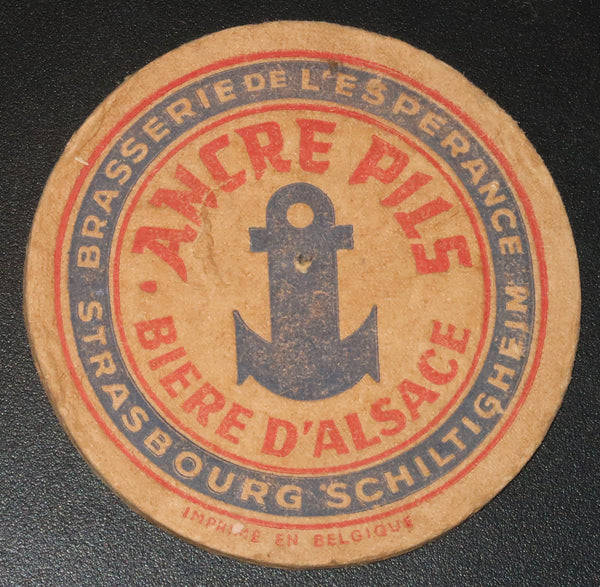 BRASSERIE DE L'ESPERANCE
ANCRE PILS
BIERE D'ALSACE
STRASBOURG SCHILTIGHEIM
IMPRIMÉ EN BELGIQUE